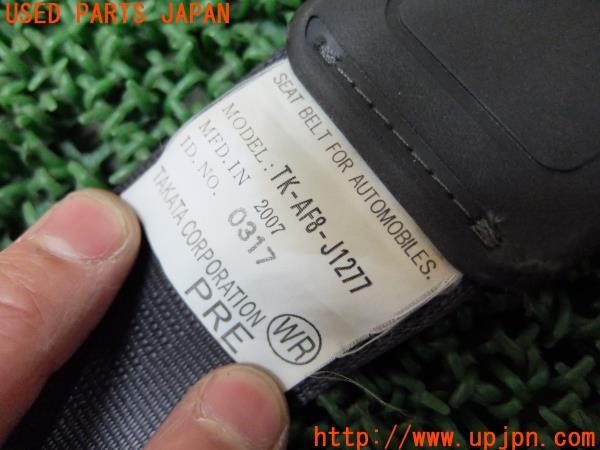 USED PARTS JAPAN
SEAT BELT FOR AUTOMOBILES.
MODEL: TK-AF8-J1277
MFD. IN 2007
ID. NO. 0317
TAKATA CORPORATION
PRE WR
http://www.upjpn.com/